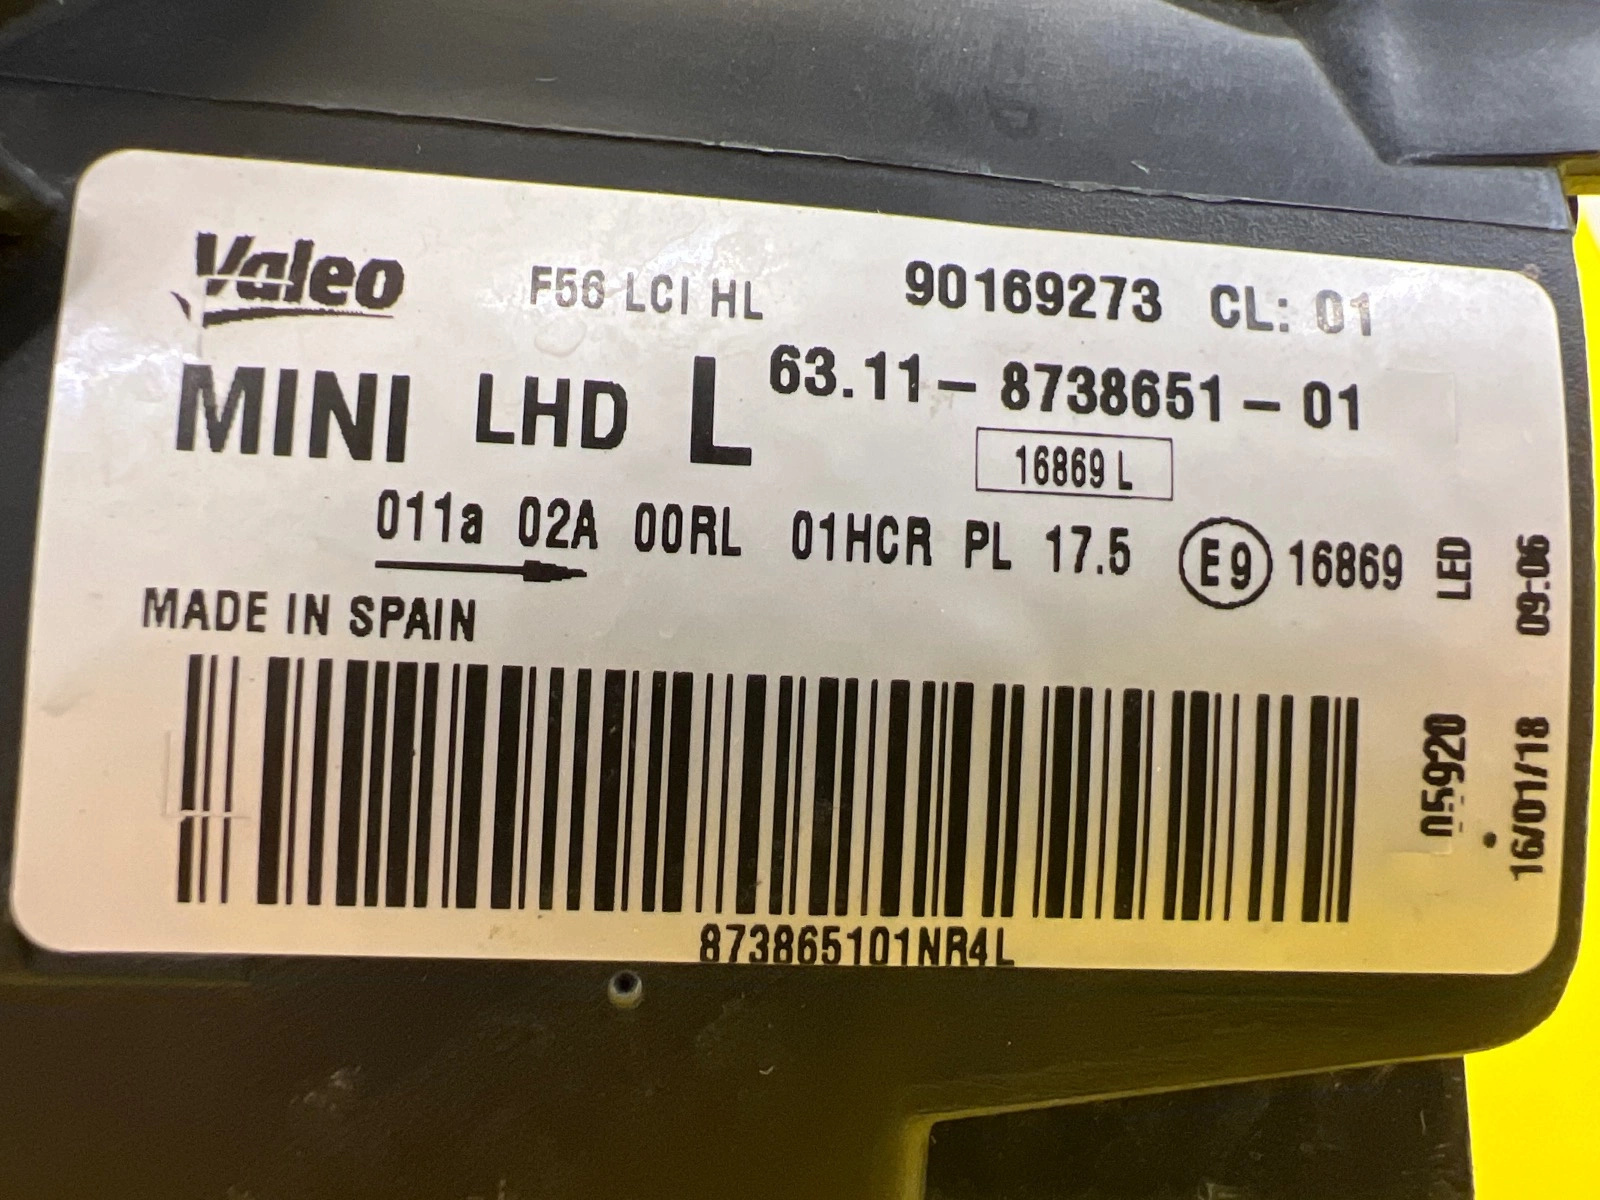 Valeo F56 LCI HL 90169273 CL: 01
MINI LHD L 63.11 - 8738651 - 01
16869 L
011a 02A 00RL 01HCR PL 17.5 E9 16869
MADE IN SPAIN
873865101NR4L
LED
05920
09:06
16/01/18